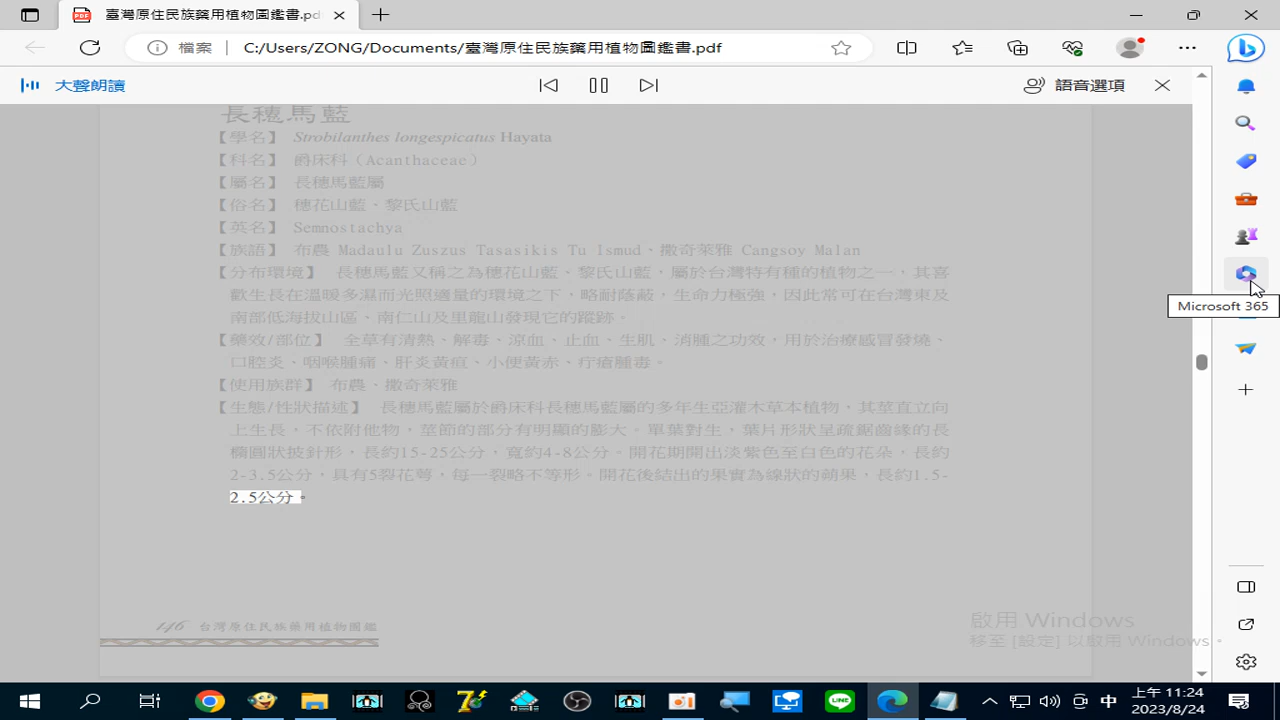 臺灣原住民族藥用植物圖鑑書.pd
檔案 C:/Users/ZONG/Documents/臺灣原住民族藥用植物圖鑑書.pdf
大聲朗讀
語音選項
長穗馬藍
【學名】 Strobilanthes longespicatus Hayata
【科名】 爵床科（Acanthaceae）
【屬名】 長穗馬藍屬
【俗名】 穗花山藍、黎氏山藍
【英名】 Semnostachya
【族語】 布農 Madaulu Zuszus Tasasikis Tu Ismud、撒奇萊雅 Cangsoy Malan
【分布環境】 長穗馬藍又稱之為穗花山藍、黎氏山藍，屬於台灣特有種的植物之一，其喜
歡生長在溫暖多濕而光照適量的環境之下，略耐蔭蔽，生命力極強，因此常可在台灣東及
南部低海拔山區、南仁山及里龍山發現它的蹤跡。
【藥效/部位】 全草有清熱、解毒、涼血、止血、生肌、消腫之功效，用於治療感冒發燒、
口腔炎、咽喉腫痛、肝炎黃疸、小便黃赤、疔瘡腫毒。
【使用族群】 布農、撒奇萊雅
【生態/性狀描述】 長穗馬藍屬於爵床科長穗馬藍屬的多年生亞灌木草本植物，其莖直立向
上生長，不依附他物，莖節的部分有明顯的膨大。單葉對生，葉片形狀呈疏鋸齒緣的長
橢圓狀披針形，長約15-25公分，寬約4-8公分。開花期開出淡紫色至白色的花朵，長約
2-3.5公分，具有5裂花萼，每一裂略不等形。開花後結出的果實為線狀的蒴果，長約1.5-
2.5公分。
146 台灣原住民族藥用植物圖鑑
Microsoft 365
啟用 Windows
移至 [設定] 以啟用 Windows。
中
上午 11:24
2023/8/24